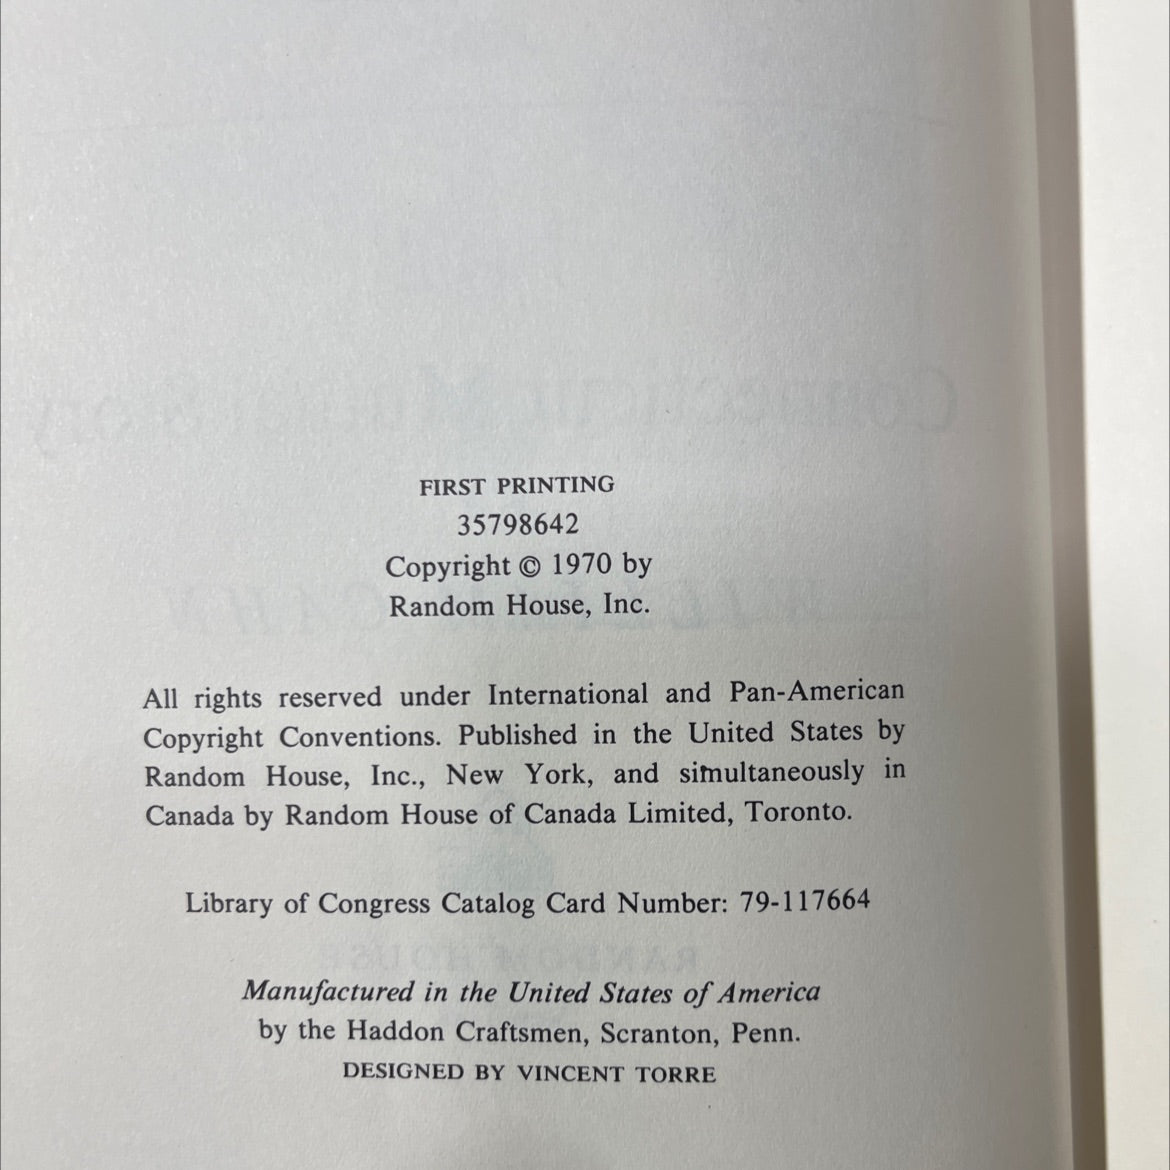 FIRST PRINTING
35798642
Copyright © 1970 by
Random House, Inc.
All rights reserved under International and Pan-American
Copyright Conventions. Published in the United States by
Random House, Inc., New York, and simultaneously in
Canada by Random House of Canada Limited, Toronto.
Library of Congress Catalog Card Number: 79-117664
Manufactured in the United States of America
by the Haddon Craftsmen, Scranton, Penn.
DESIGNED BY VINCENT TORRE